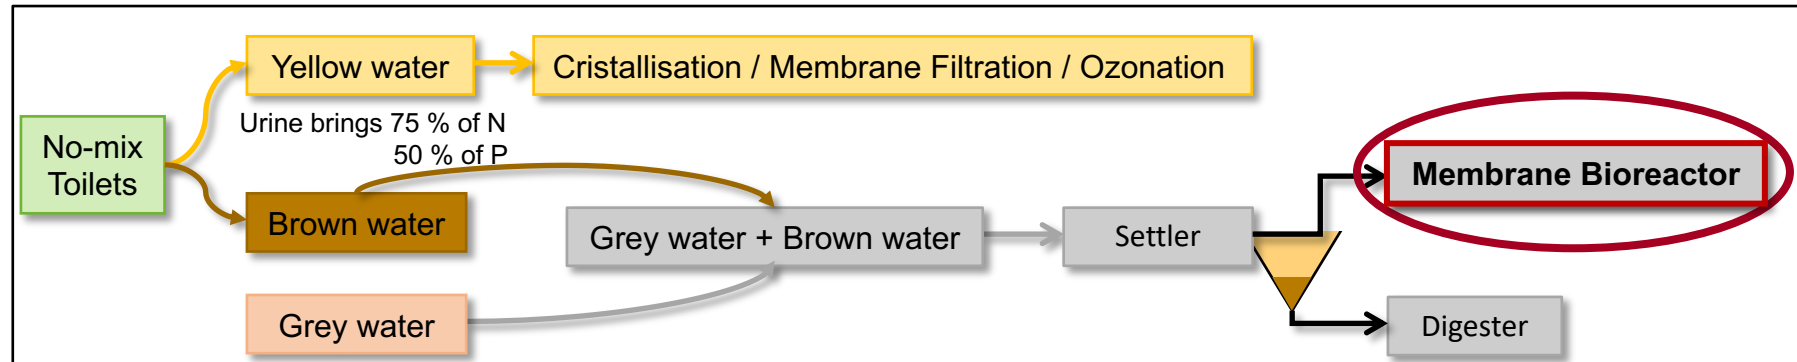 Yellow water
Cristallisation / Membrane Filtration / Ozonation
Urine brings 75 % of N
50 % of P
No-mix
Toilets
Membrane Bioreactor
Brown water
Grey water + Brown water
Settler
Grey water
Digester